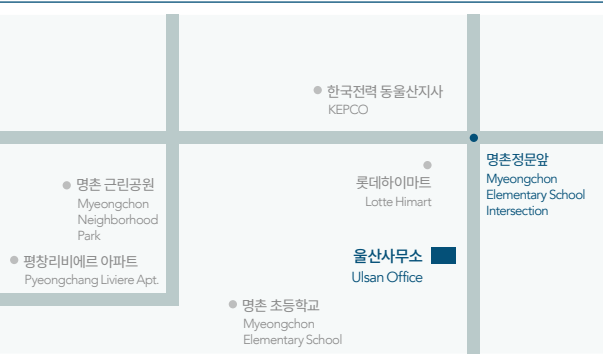 한국전력 동울산지사
KEPCO
명촌정문앞
Myeongchon
Elementary School
Intersection
롯데하이마트
Lotte Himart
명촌 근린공원
Myeongchon
Neighborhood
Park
울산사무소
Ulsan Office
평창리비에르 아파트
Pyeongchang Liviere Apt.
명촌 초등학교
Myeongchon
Elementary School